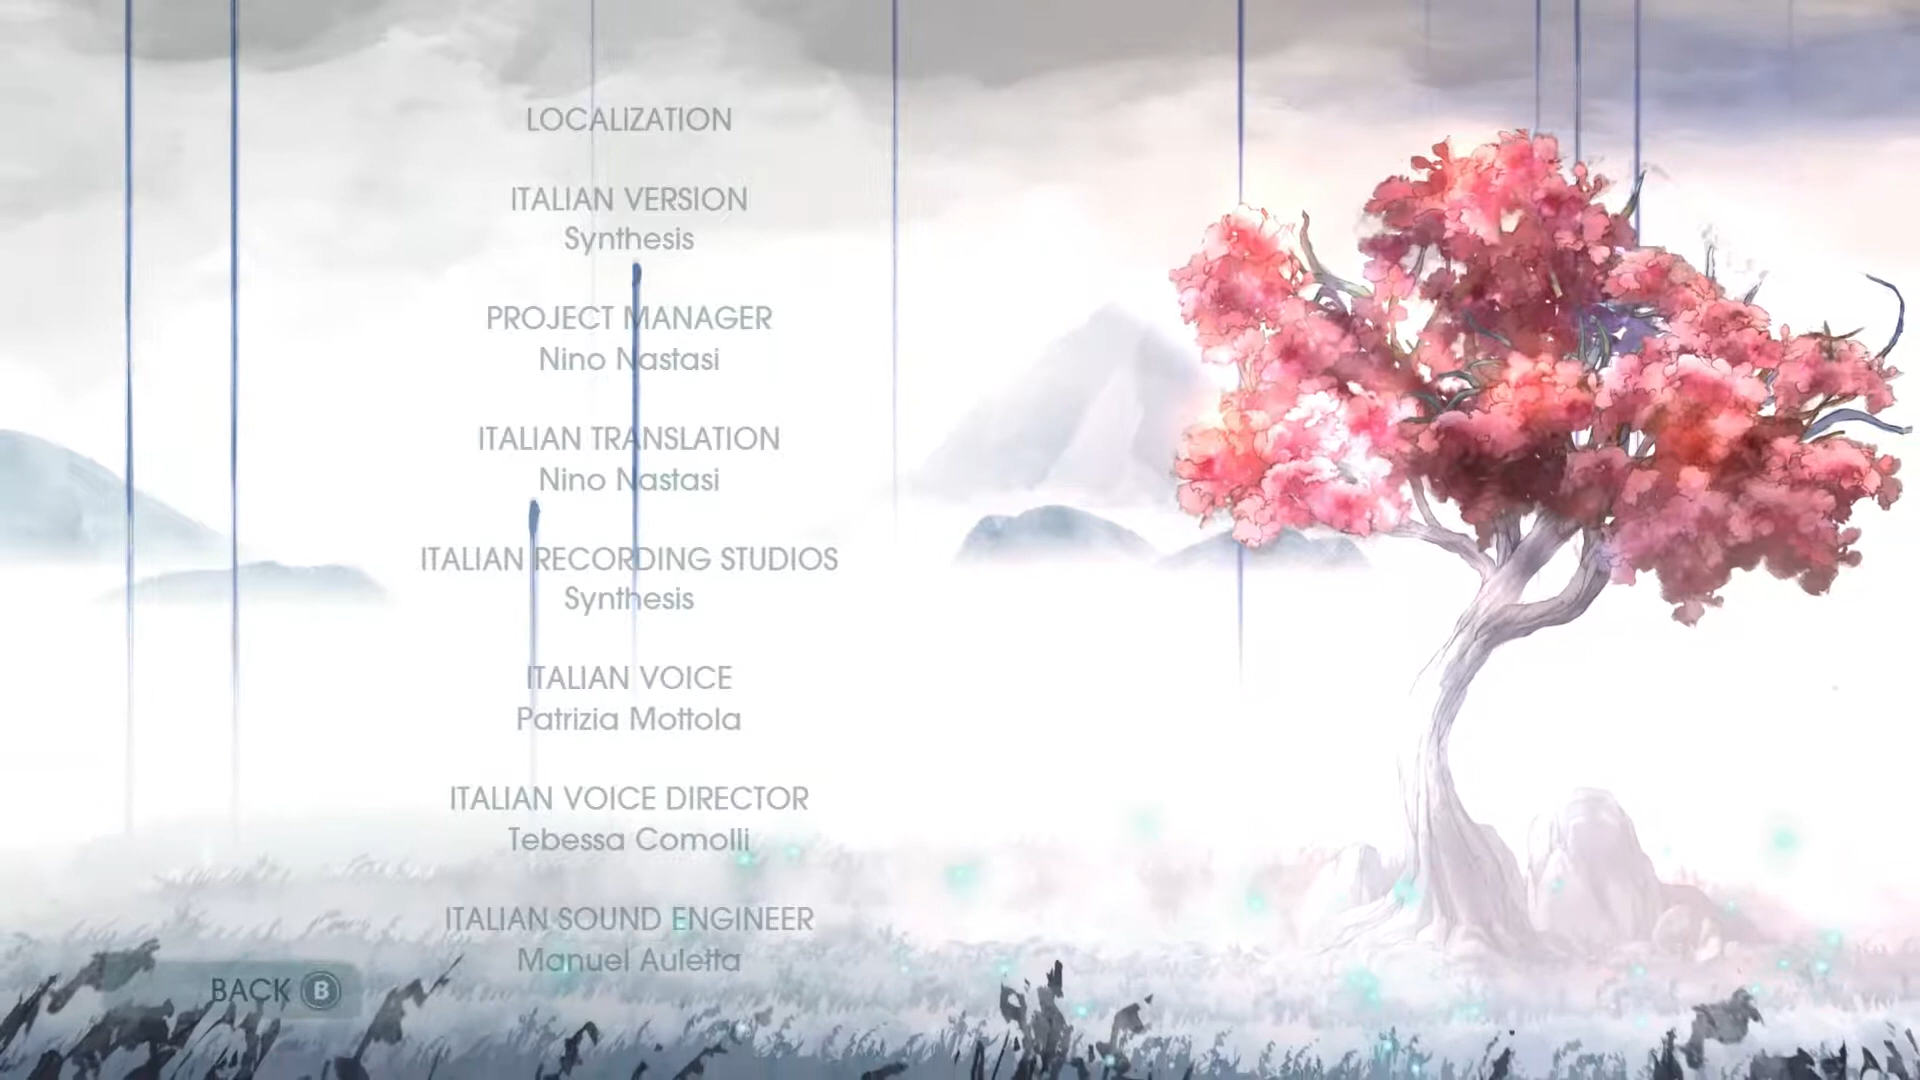 LOCALIZATION
ITALIAN VERSION
Synthesis
PROJECT MANAGER
Nino Nastasi
ITALIAN TRANSLATION
Nino Nastasi
ITALIAN RECORDING STUDIOS
Synthesis
ITALIAN VOICE
Patrizia Mottola
ITALIAN VOICE DIRECTOR
Tebessa Comolli
ITALIAN SOUND ENGINEER
Manuel Auletta
BACK B